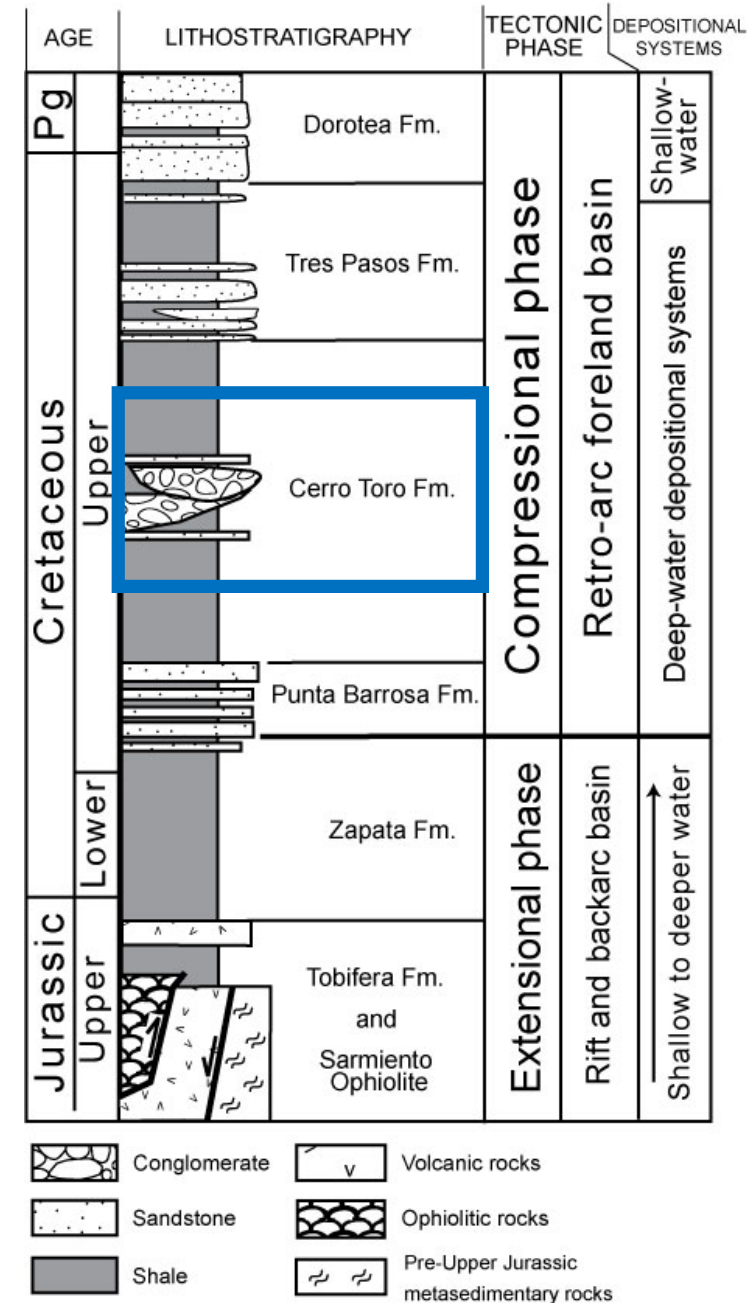 AGE
LITHOSTRATIGRAPHY
TECTONIC
PHASE
DEPOSITIONAL
SYSTEMS
Pg
Cretaceous
Upper
Lower
Jurassic
Upper
Dorotea Fm.
Tres Pasos Fm.
Cerro Toro Fm.
Punta Barrosa Fm.
Zapata Fm.
Tobifera Fm.
and
Sarmiento
Ophiolite
Compressional phase
Extensional phase
Retro-arc foreland basin
Rift and backarc basin
Shallow-
water
Deep-water depositional systems
Shallow to deeper water
Conglomerate
Sandstone
Shale
Volcanic rocks
Ophiolitic rocks
Pre-Upper Jurassic
metasedimentary rocks